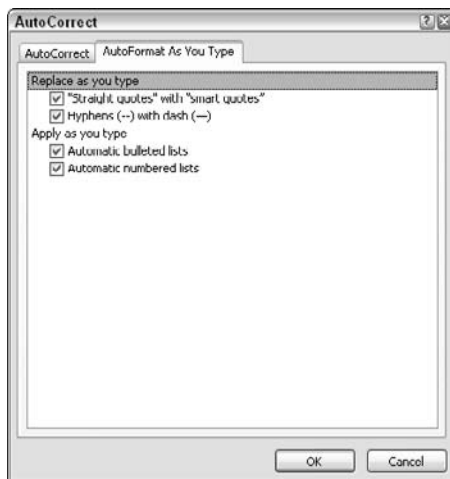 AutoCorrect
AutoCorrect AutoFormat As You Type
Replace as you type
"Straight quotes" with “smart quotes”
Hyphens (--) with dash (—)
Apply as you type
Automatic bulleted lists
Automatic numbered lists
OK Cancel